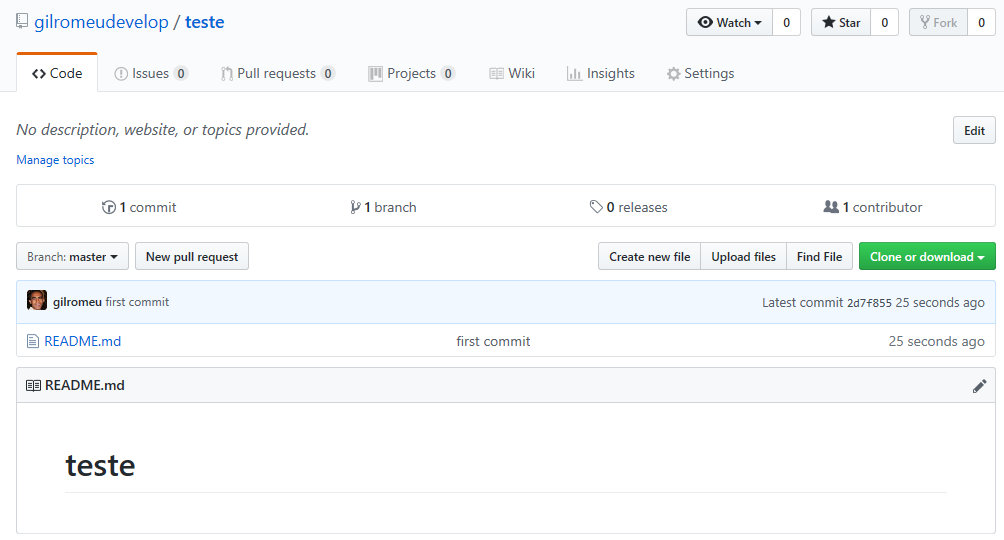 gilromeudevelop / teste
Watch 0 Star 0 Fork 0
Code Issues 0 Pull requests 0 Projects 0 Wiki Insights Settings
No description, website, or topics provided.
Edit
Manage topics
1 commit 1 branch 0 releases 1 contributor
Branch: master New pull request Create new file Upload files Find File Clone or download
gilromeu first commit Latest commit 2d7f855 25 seconds ago
README.md first commit 25 seconds ago
README.md
teste